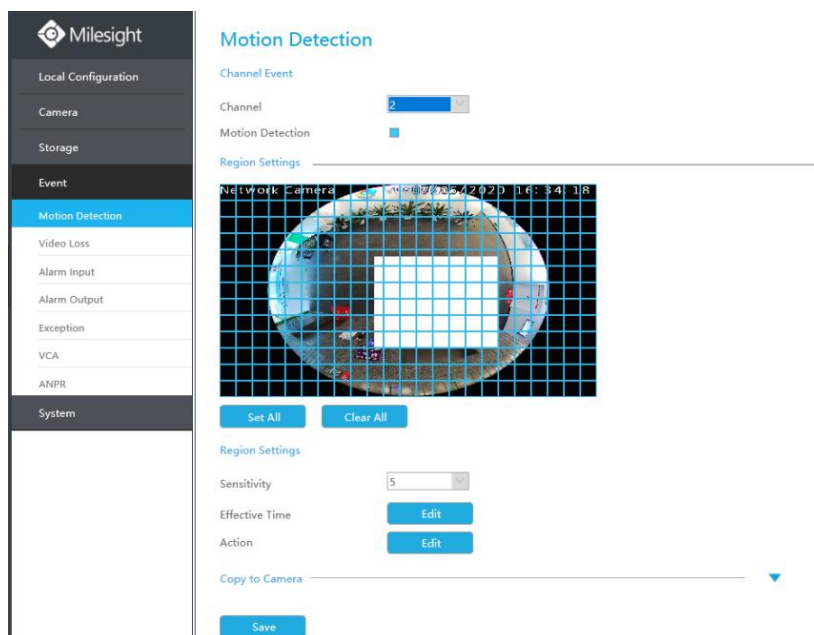 Milesight
Local Configuration
Camera
Storage
Event
Motion Detection
Video Loss
Alarm Input
Alarm Output
Exception
VCA
ANPR
System
Motion Detection
Channel Event
Channel 2
Motion Detection
Region Settings
Network Camera 2020 16:34:18
Set All Clear All
Region Settings
Sensitivity 5
Effective Time Edit
Action Edit
Copy to Camera
Save